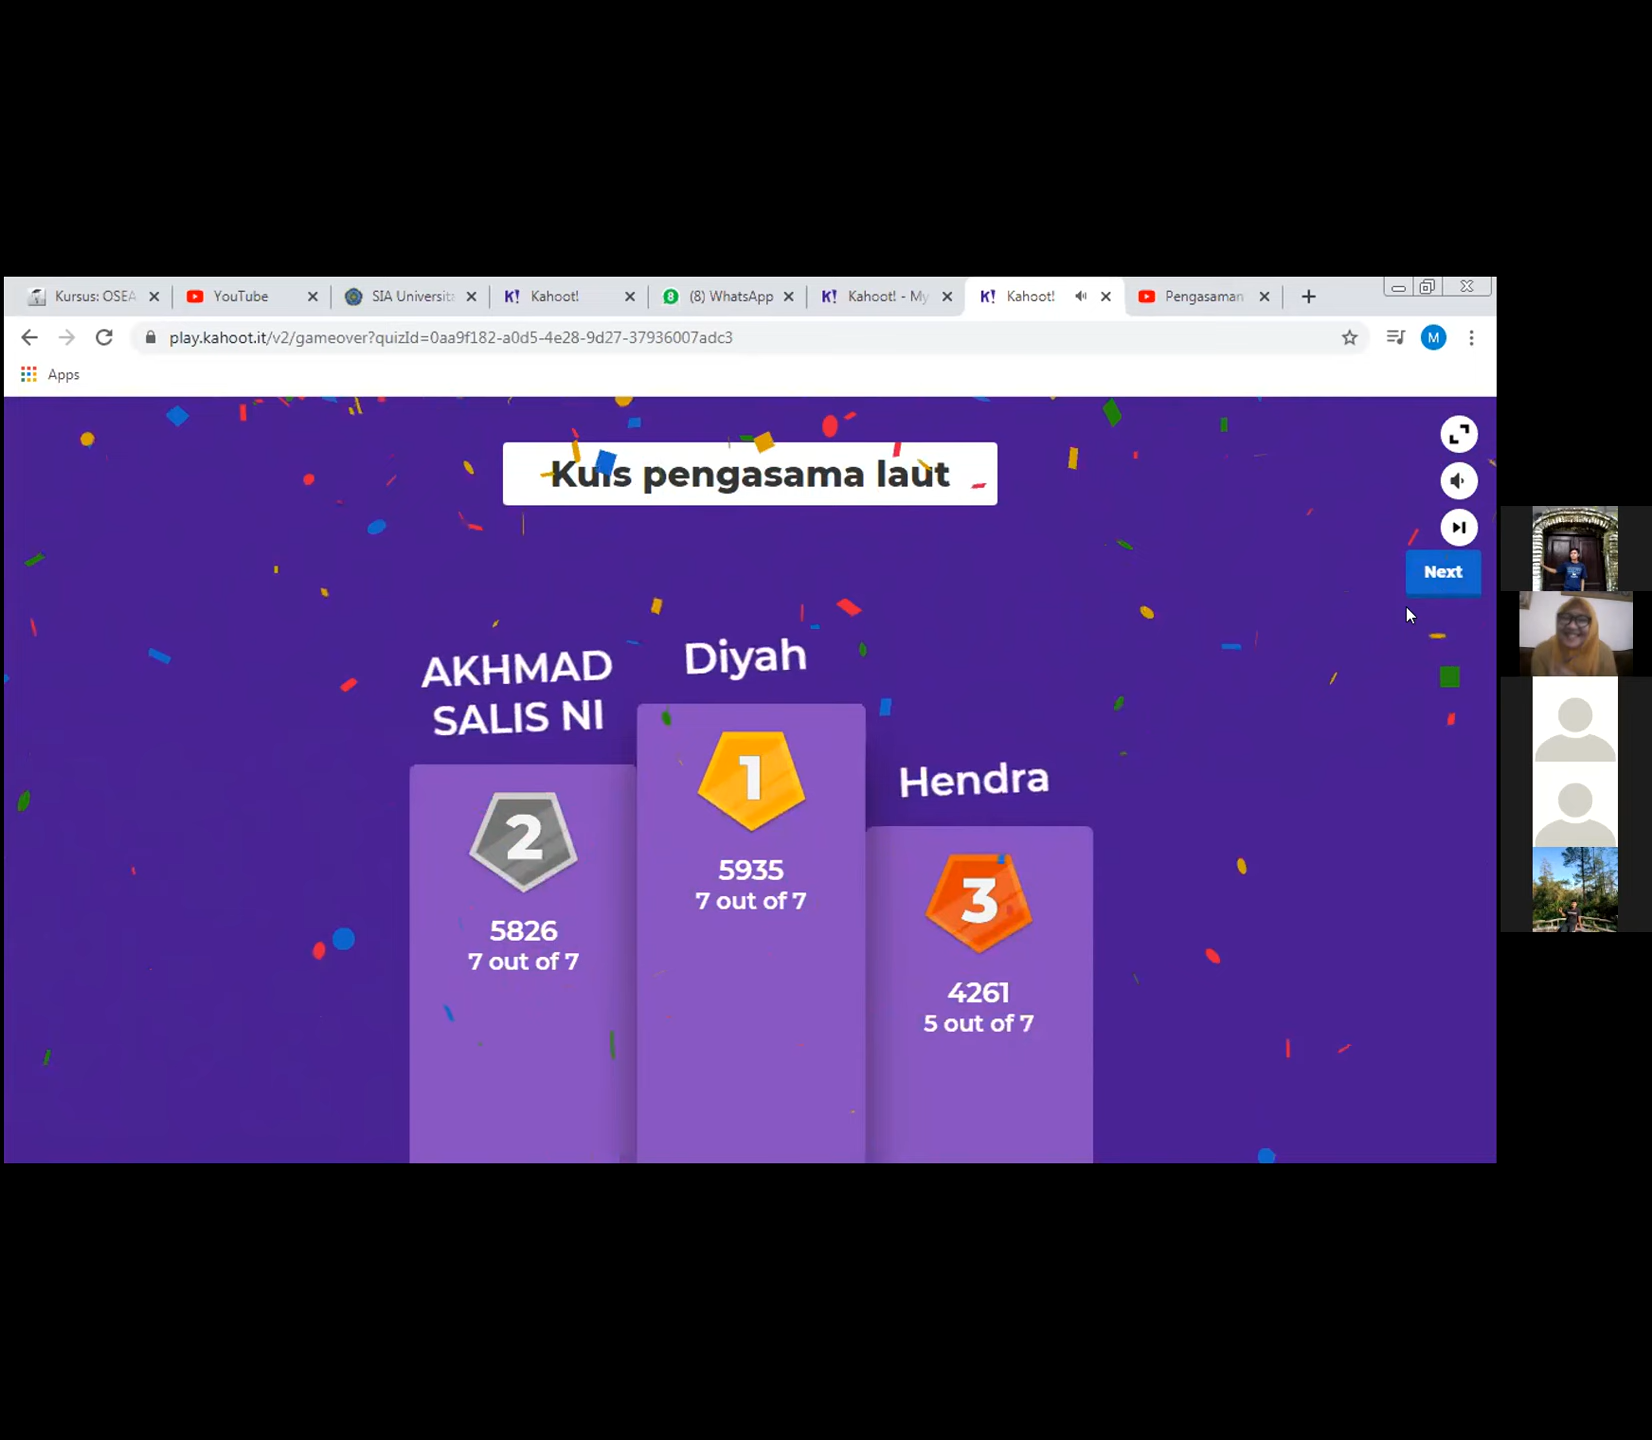 Kursus: OSEA
YouTube
SIA Universita
K! Kahoot!
8 (8) WhatsApp
K! Kahoot! - My
K! Kahoot!
Pengasaman
play.kahoot.it/v2/gameover?quizId=0aa9f182-a0d5-4e28-9d27-37936007adc3
M
Apps
Kuis pengasama laut
Next
AKHMAD
SALIS NI
2
5826
7 out of 7
Diyah
1
5935
7 out of 7
Hendra
3
4261
5 out of 7